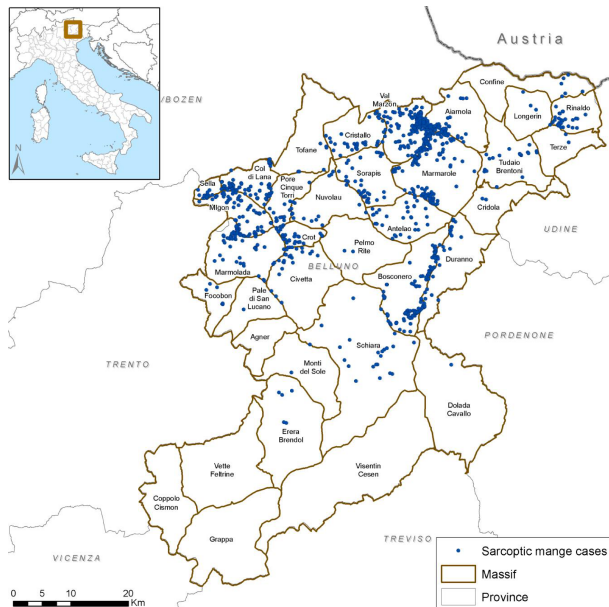 Austria
/BOZEN
Confine
Val
Marzon
Aiarnola
Longerin
Rinaldo
Cristallo
Tofane
Terze
Tudaio
Brentoni
Col
di Lana
Pore
Cinque
Torri
Sorapis
Marmarole
Sella
Migon
Nuvolau
Cridola
Antelao
UDINE
Crot
Pelmo
Rite
Duranno
BELLUNO
Marmolada
Civetta
Bosconero
Focobon
Pale
di San
Lucano
PORDENONE
Agner
Schiara
TRENTO
Monti
del Sole
Dolada
Cavallo
Erera
Brendol
Vette
Feltrine
Visentin
Cesen
Coppolo
Cismon
Grappa
TREVISO
VICENZA
N
Sarcoptic mange cases
Massif
Province
0 5 10 20
Km